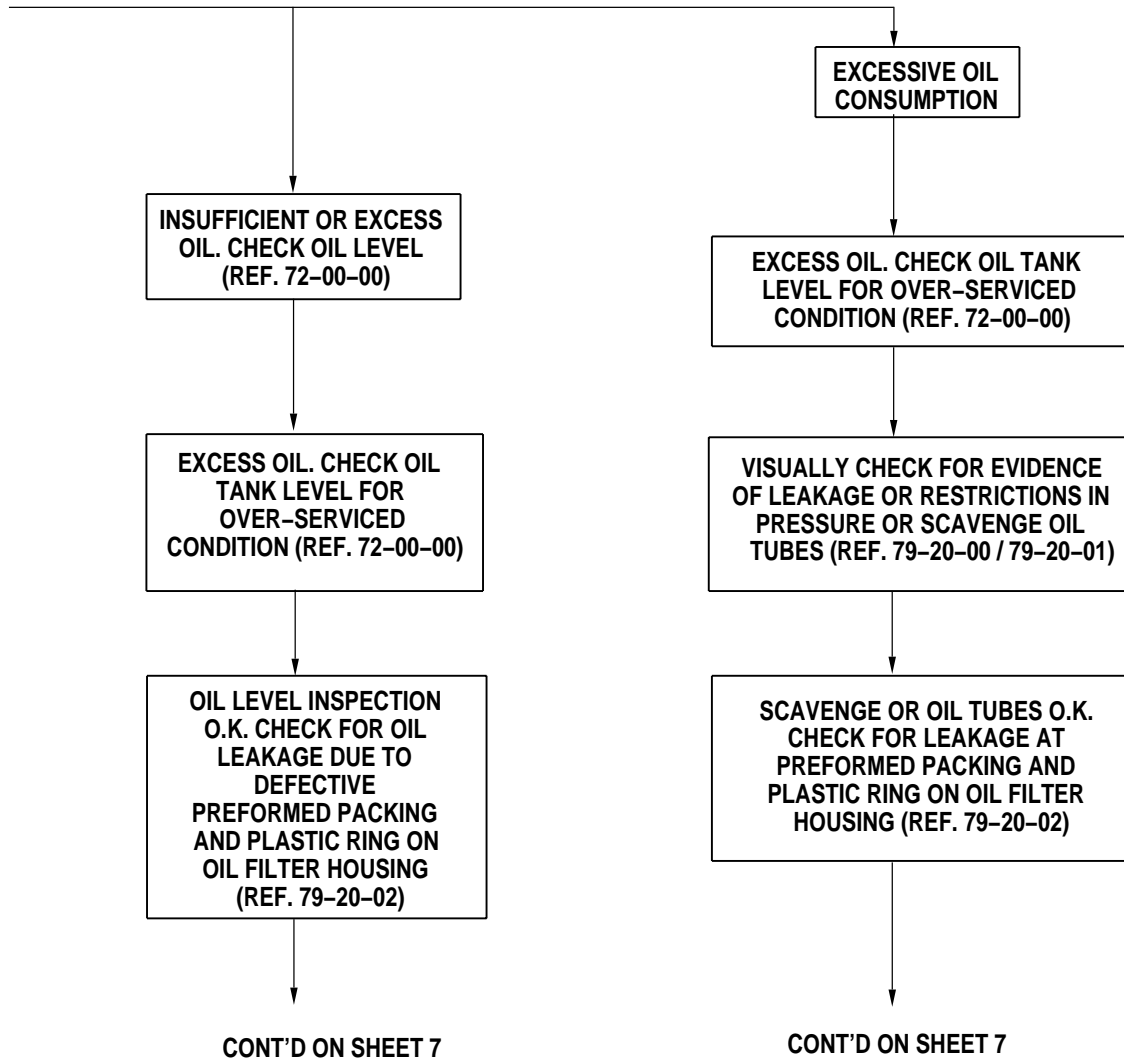 EXCESSIVE OIL
CONSUMPTION
INSUFFICIENT OR EXCESS
OIL. CHECK OIL LEVEL
(REF. 72–00–00)
EXCESS OIL. CHECK OIL TANK
LEVEL FOR OVER–SERVICED
CONDITION (REF. 72–00–00)
EXCESS OIL. CHECK OIL
TANK LEVEL FOR
OVER–SERVICED
CONDITION (REF. 72–00–00)
VISUALLY CHECK FOR EVIDENCE
OF LEAKAGE OR RESTRICTIONS IN
PRESSURE OR SCAVENGE OIL
TUBES (REF. 79–20–00 / 79–20–01)
OIL LEVEL INSPECTION
O.K. CHECK FOR OIL
LEAKAGE DUE TO
DEFECTIVE
PREFORMED PACKING
AND PLASTIC RING ON
OIL FILTER HOUSING
(REF. 79–20–02)
SCAVENGE OR OIL TUBES O.K.
CHECK FOR LEAKAGE AT
PREFORMED PACKING AND
PLASTIC RING ON OIL FILTER
HOUSING (REF. 79–20–02)
CONT'D ON SHEET 7
CONT'D ON SHEET 7